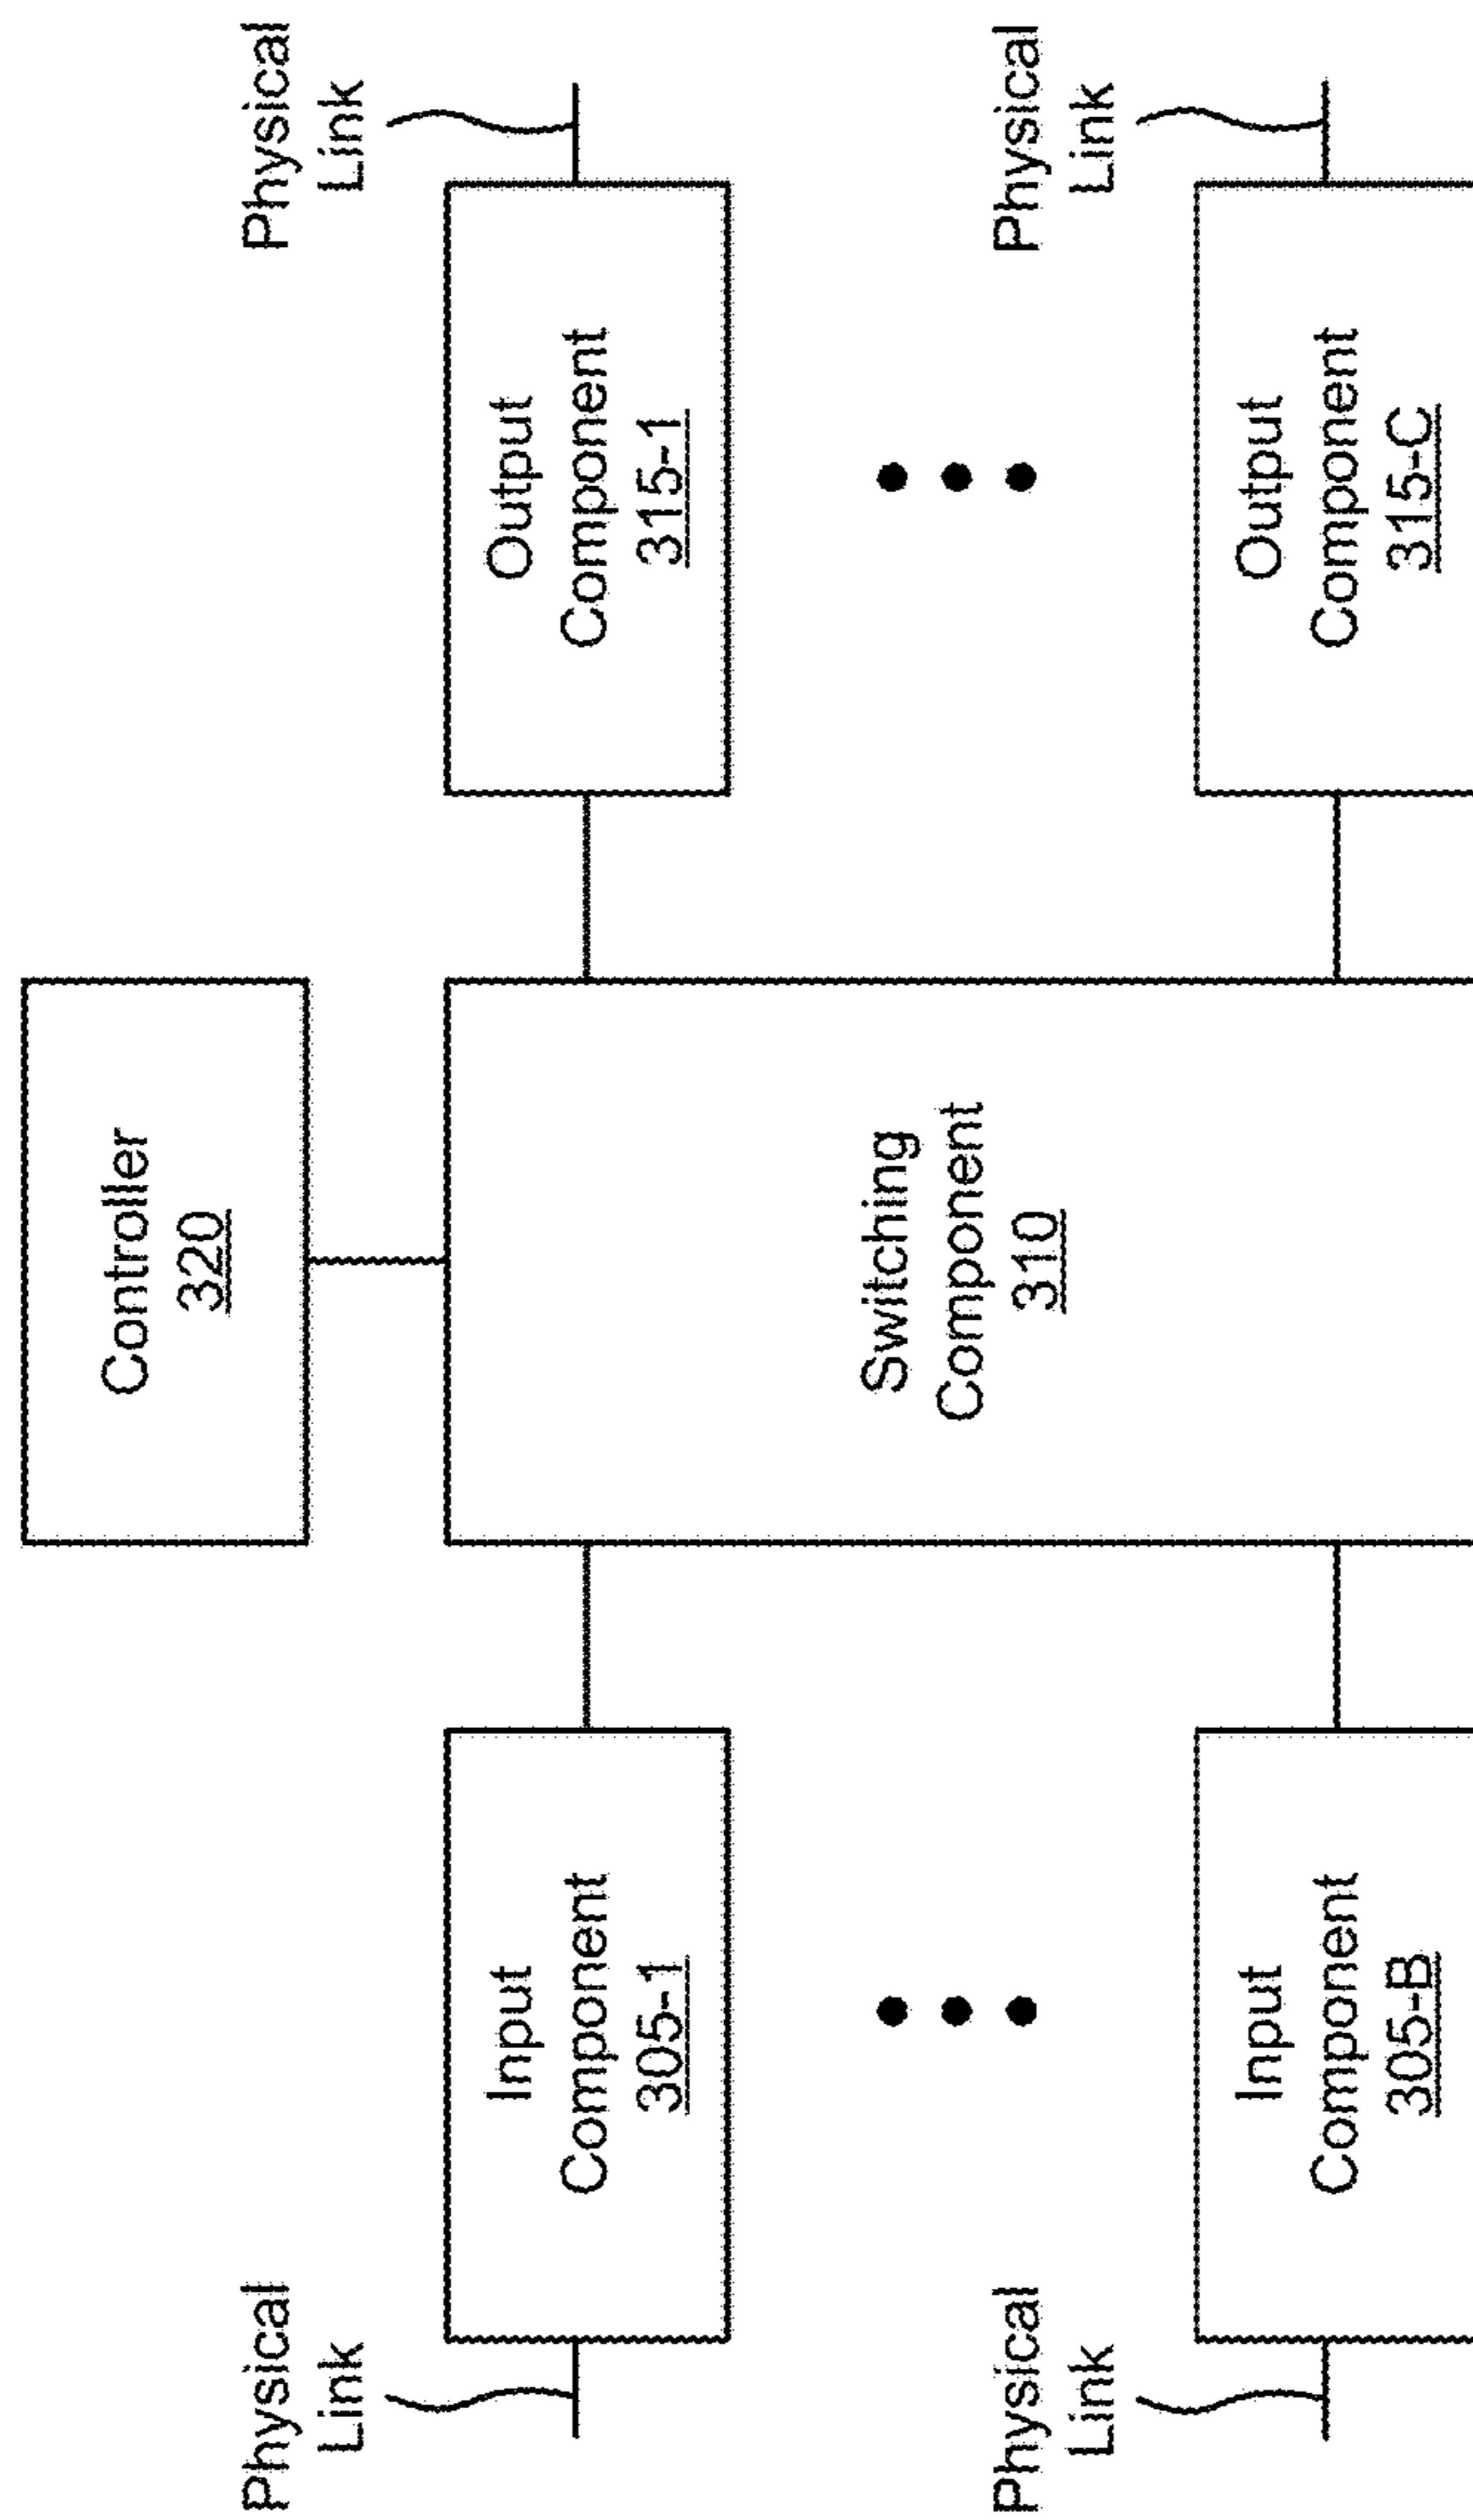 Controller
320
Physical
Link
Input
Component
305-1
Switching
Component
310
Output
Component
315-1
Physical
Link
Physical
Link
Input
Component
305-B
Output
Component
315-C
Physical
Link